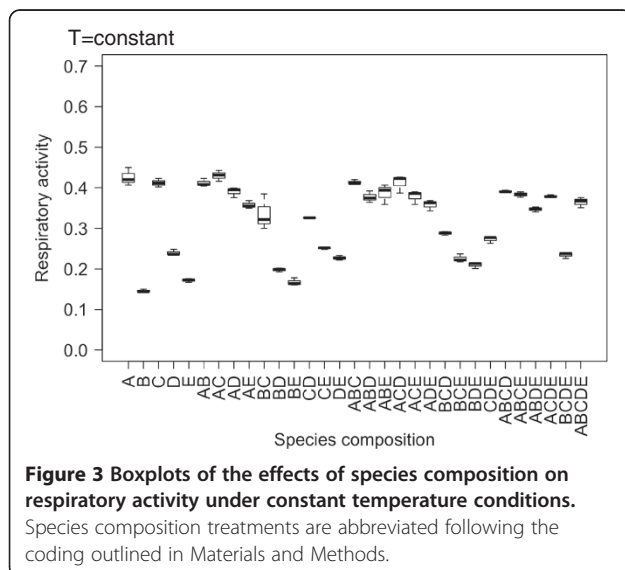 T=constant
0.7
0.6
0.5
0.4
0.3
0.2
0.1
0.0
Respiratory activity
A B C D E AB AC AD AE BC BD BE CD CE DE ABC ABD ABE ACD ACE ADE BCD BCE BDE CDE ABCD ABCE ABDE ACDE BCDE ABCDE
Species composition
Figure 3 Boxplots of the effects of species composition on
respiratory activity under constant temperature conditions.
Species composition treatments are abbreviated following the
coding outlined in Materials and Methods.